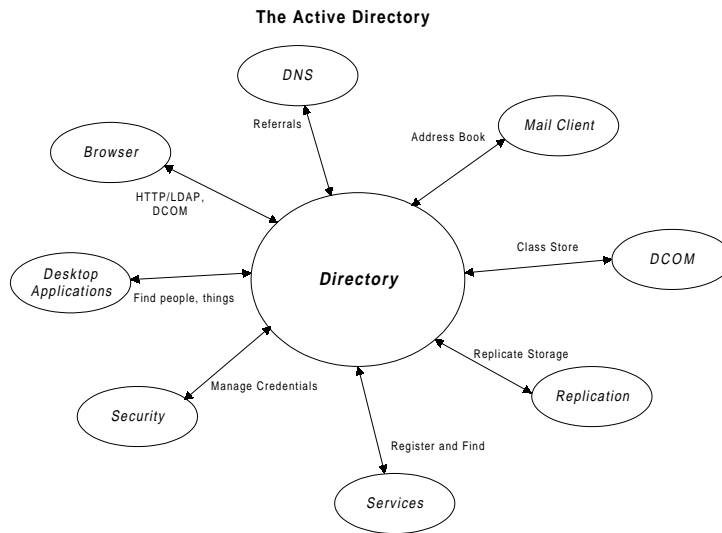 The Active Directory
DNS
Referrals
Mail Client
Address Book
Browser
HTTP/LDAP,
DCOM
Class Store
DCOM
Directory
Desktop
Applications
Find people, things
Replicate Storage
Replication
Manage Credentials
Security
Register and Find
Services